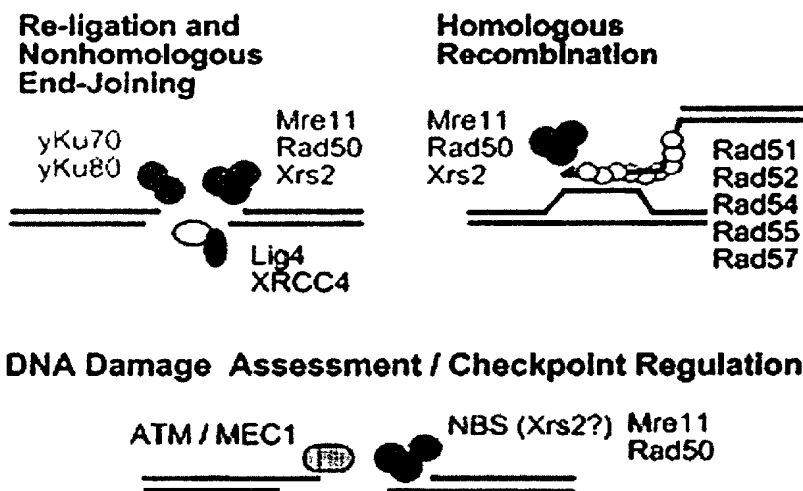 Re-ligation and
Nonhomologous
End-Joining
Homologous
Recombination
yKu70
yKu80
Mre11
Rad50
Xrs2
Lig4
XRCC4
Mre11
Rad50
Xrs2
Rad51
Rad52
Rad54
Rad55
Rad57
DNA Damage Assessment / Checkpoint Regulation
ATM / MEC1
NBS (Xrs2?)
Mre11
Rad50